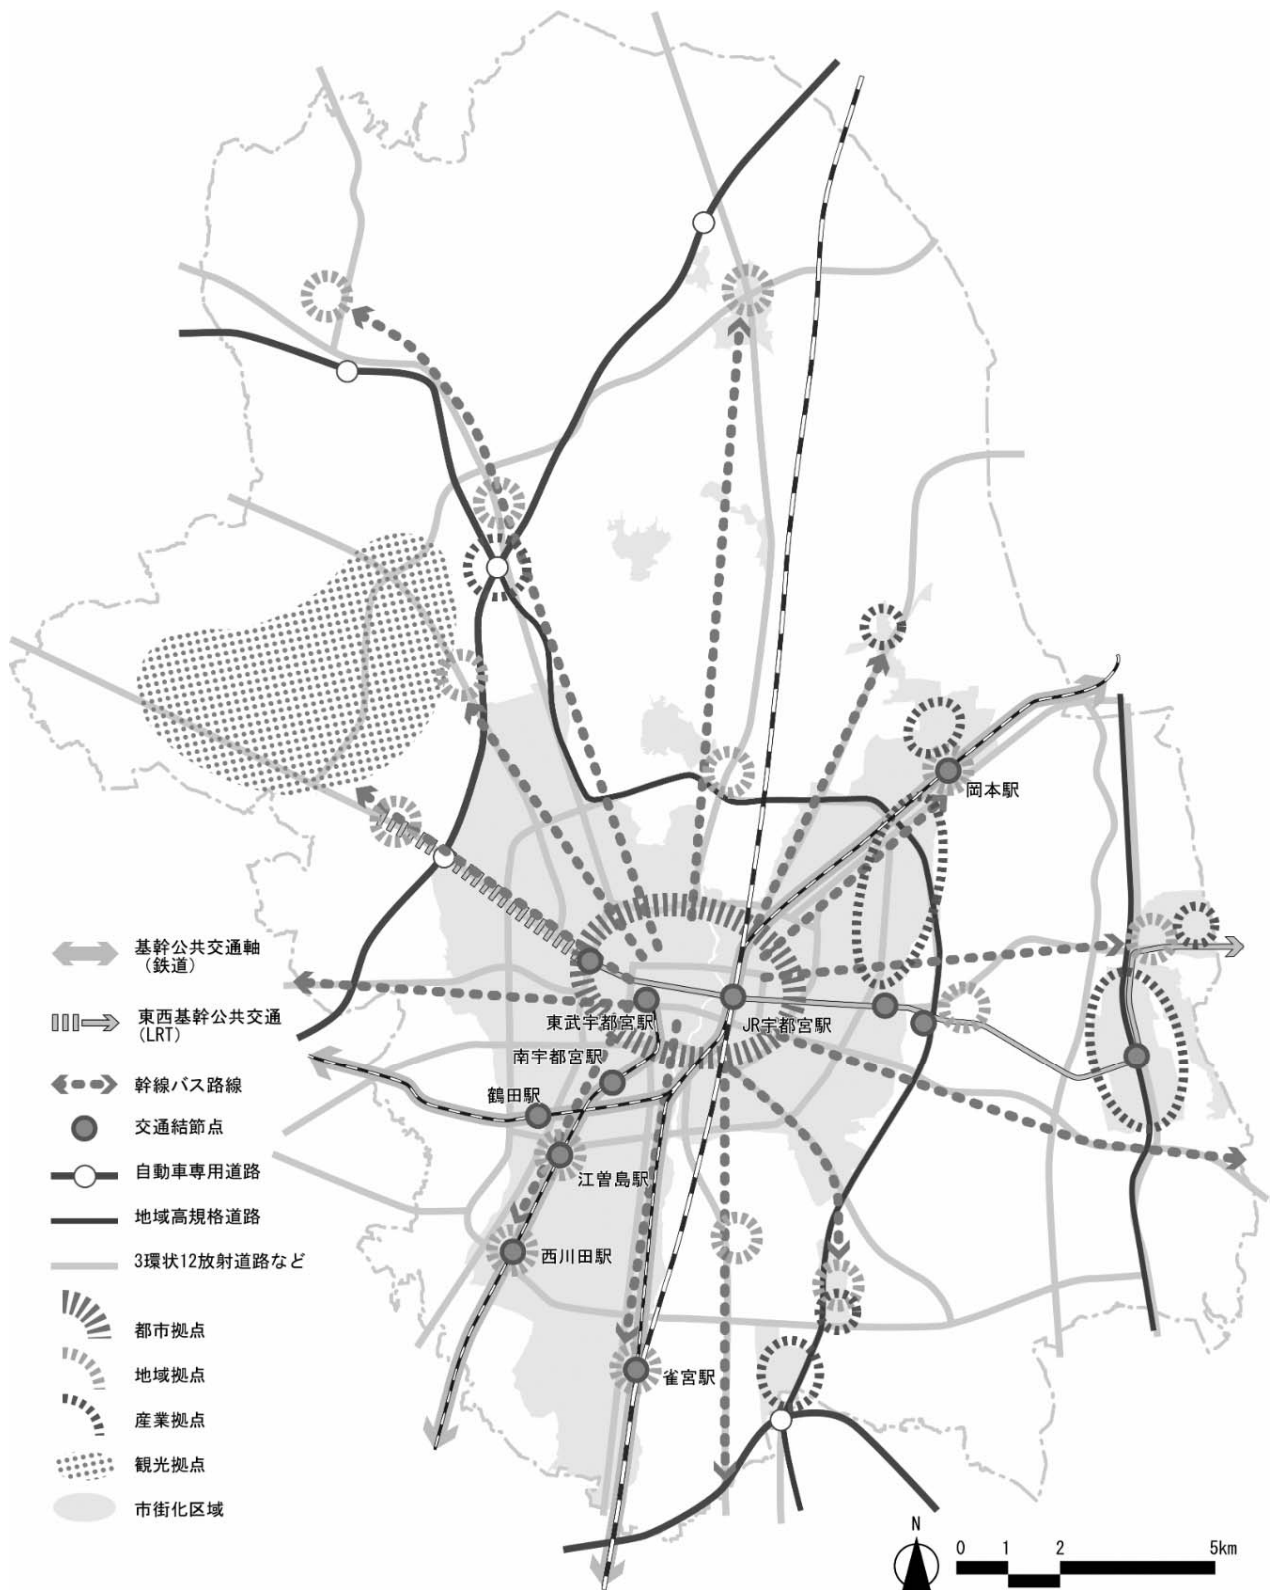 岡本駅
東武宇都宮駅
JR宇都宮駅
南宇都宮駅
鶴田駅
江曽島駅
西川田駅
雀宮駅
基幹公共交通軸
(鉄道)
東西基幹公共交通
(LRT)
幹線バス路線
交通結節点
自動車専用道路
地域高規格道路
3環状12放射道路など
都市拠点
地域拠点
産業拠点
観光拠点
市街化区域
N
0 1 2 5km